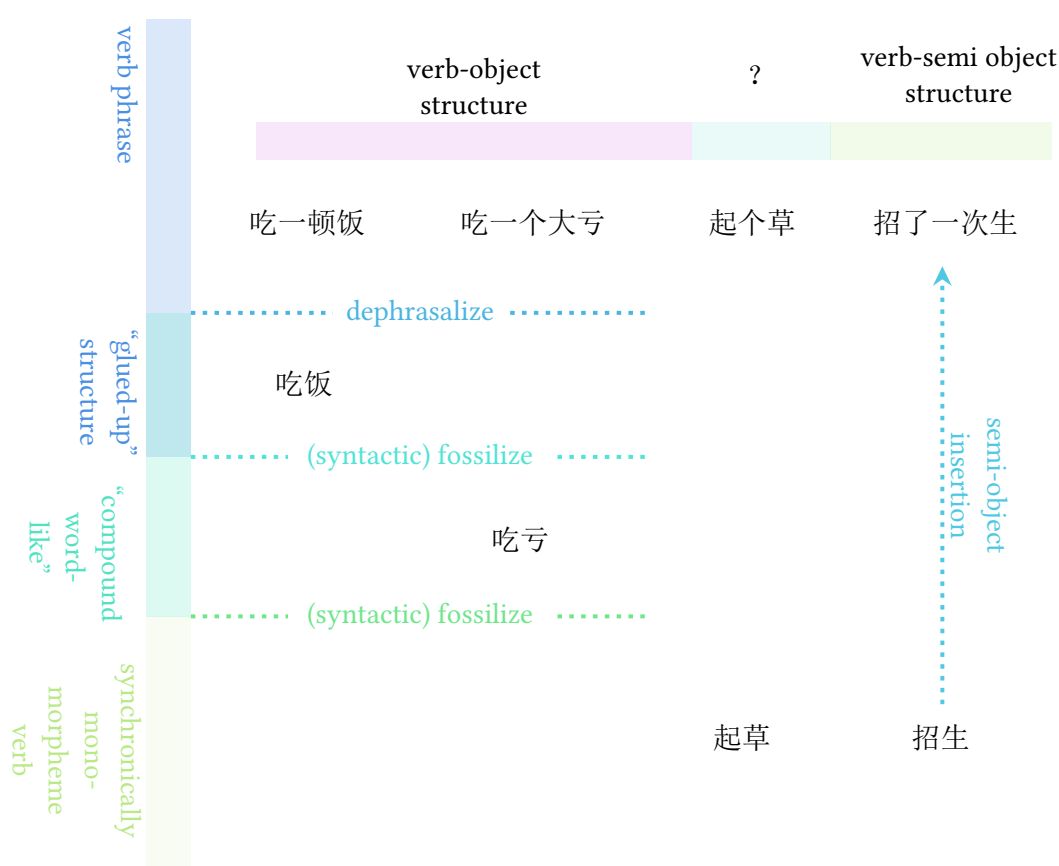 verb phrase
verb-object
structure
?
verb-semi object
structure
吃一顿饭
吃一个大亏
起个草
招了一次生
dephrasalize
“glued-up”
structure
吃饭
(syntactic) fossilize
semi-object
insertion
“compound
word-
like”
吃亏
(syntactic) fossilize
synchronically
mono-
morpheme
verb
起草
招生